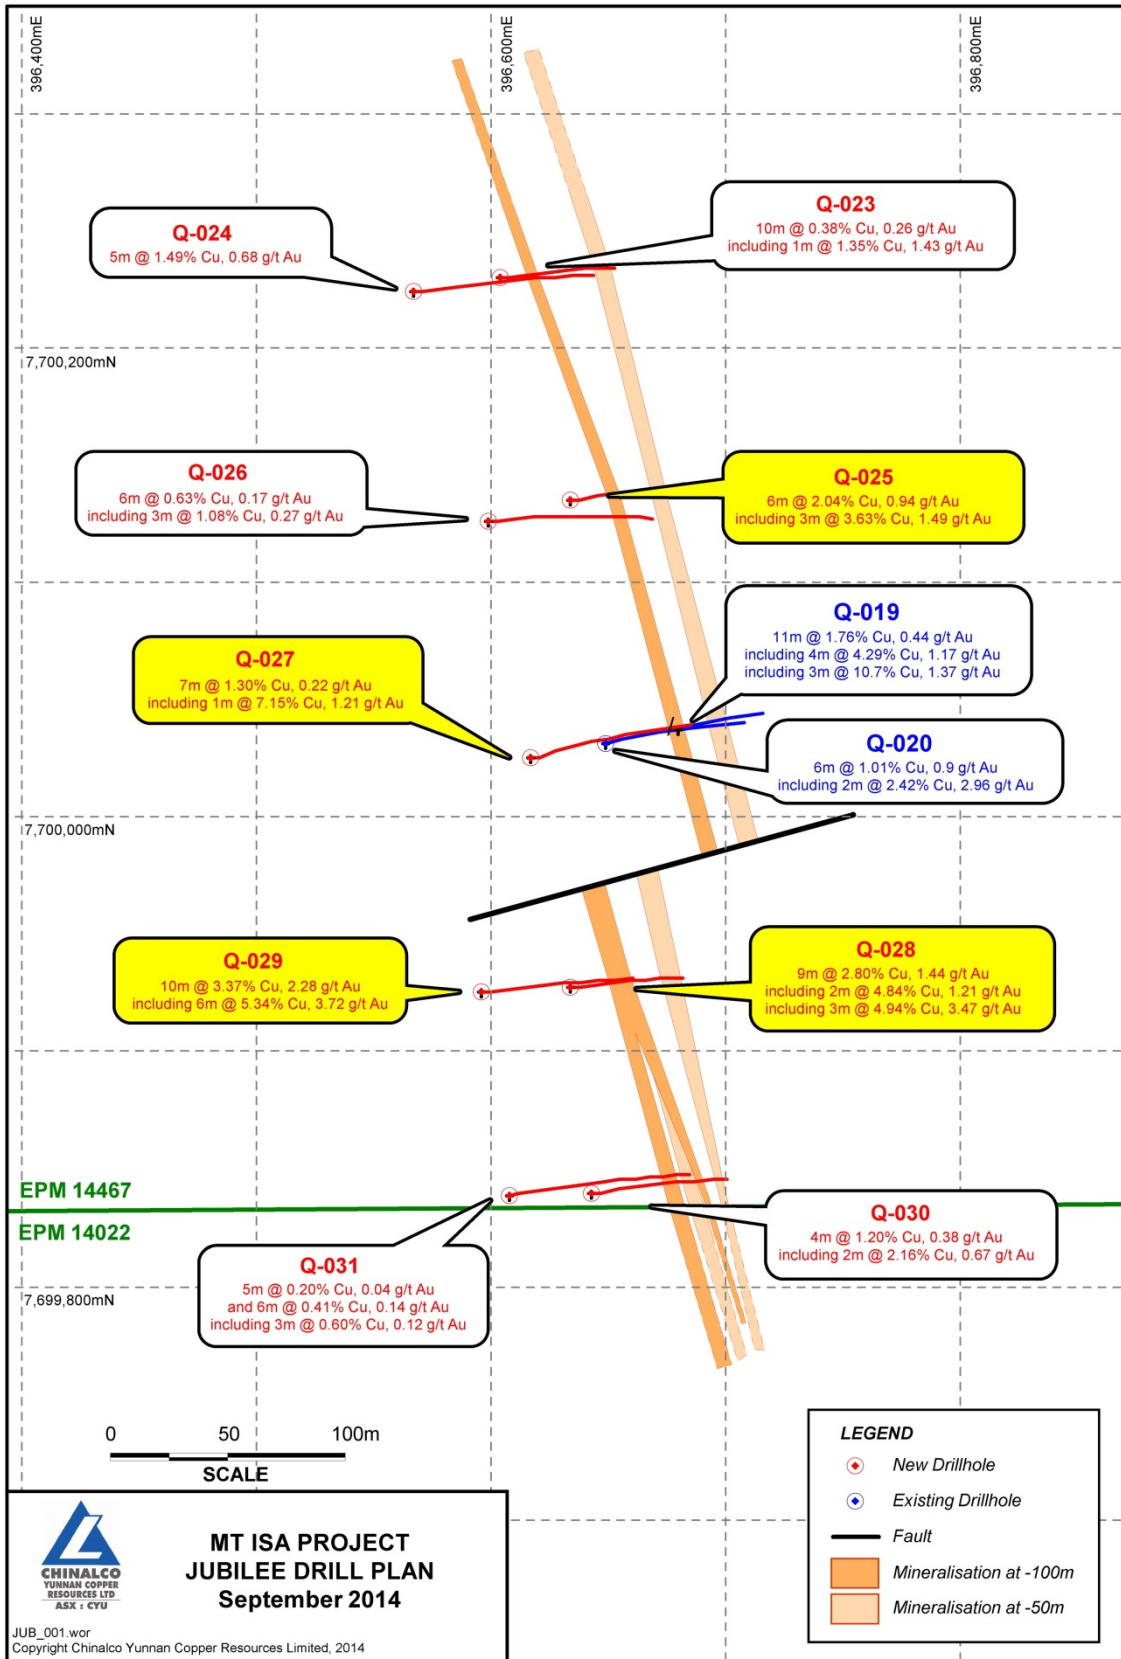 396,400mE
396,600mE
396,800mE
Q-023
10m @ 0.38% Cu, 0.26 g/t Au
including 1m @ 1.35% Cu, 1.43 g/t Au
Q-024
5m @ 1.49% Cu, 0.68 g/t Au
7,700,200mN
Q-026
6m @ 0.63% Cu, 0.17 g/t Au
including 3m @ 1.08% Cu, 0.27 g/t Au
Q-025
6m @ 2.04% Cu, 0.94 g/t Au
including 3m @ 3.63% Cu, 1.49 g/t Au
Q-019
11m @ 1.76% Cu, 0.44 g/t Au
including 4m @ 4.29% Cu, 1.17 g/t Au
including 3m @ 10.7% Cu, 1.37 g/t Au
Q-027
7m @ 1.30% Cu, 0.22 g/t Au
including 1m @ 7.15% Cu, 1.21 g/t Au
Q-020
6m @ 1.01% Cu, 0.9 g/t Au
including 2m @ 2.42% Cu, 2.96 g/t Au
7,700,000mN
Q-029
10m @ 3.37% Cu, 2.28 g/t Au
including 6m @ 5.34% Cu, 3.72 g/t Au
Q-028
9m @ 2.80% Cu, 1.44 g/t Au
including 2m @ 4.84% Cu, 1.21 g/t Au
including 3m @ 4.94% Cu, 3.47 g/t Au
EPM 14467
EPM 14022
Q-030
4m @ 1.20% Cu, 0.38 g/t Au
including 2m @ 2.16% Cu, 0.67 g/t Au
Q-031
5m @ 0.20% Cu, 0.04 g/t Au
and 6m @ 0.41% Cu, 0.14 g/t Au
including 3m @ 0.60% Cu, 0.12 g/t Au
7,699,800mN
0 50 100m
SCALE
LEGEND
New Drillhole
Existing Drillhole
Fault
Mineralisation at -100m
Mineralisation at -50m
CHINALCO
YUNNAN COPPER
RESOURCES LTD
ASX : CYU
MT ISA PROJECT
JUBILEE DRILL PLAN
September 2014
JUB_001.wor
Copyright Chinalco Yunnan Copper Resources Limited, 2014